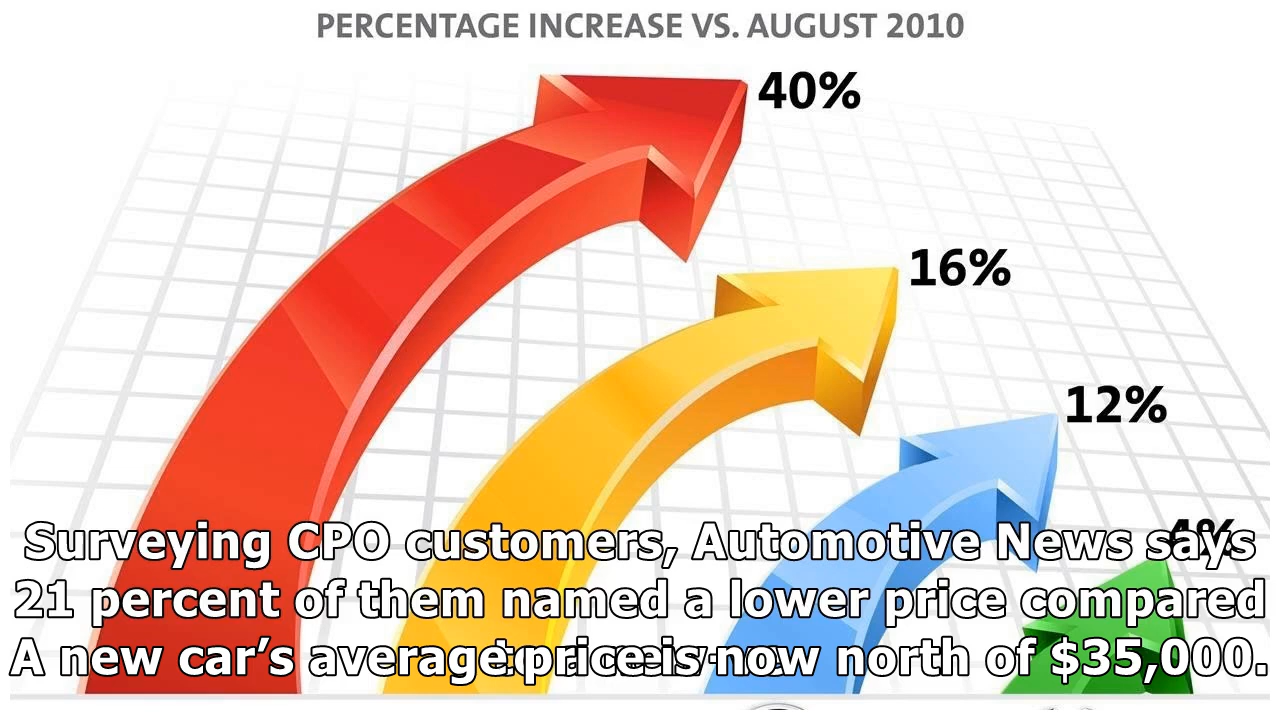 PERCENTAGE INCREASE VS. AUGUST 2010
40%
16%
12%
4%
Surveying CPO customers, Automotive News says
21 percent of them named a lower price compared
A new car’s average price is now north of $35,000.